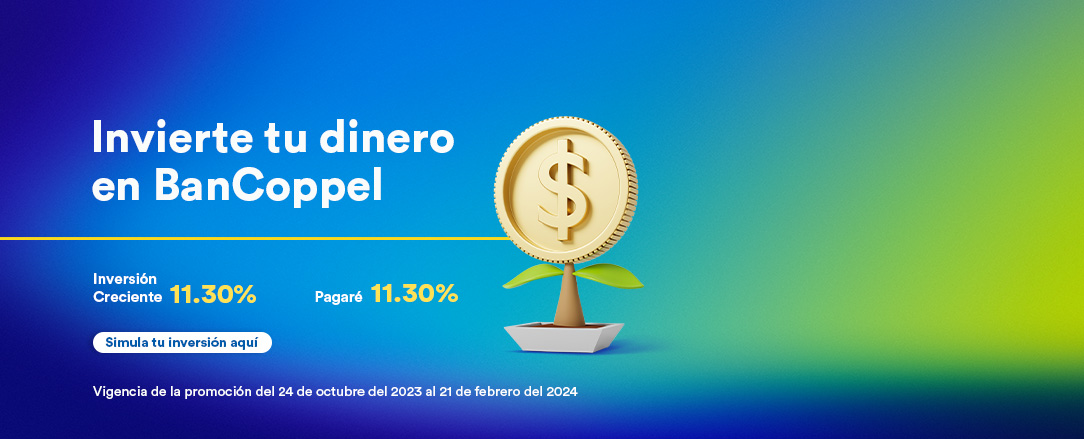 Invierte tu dinero
en BanCoppel
Inversión
Creciente 11.30%
Pagaré 11.30%
Simula tu inversión aquí
Vigencia de la promoción del 24 de octubre del 2023 al 21 de febrero del 2024
$